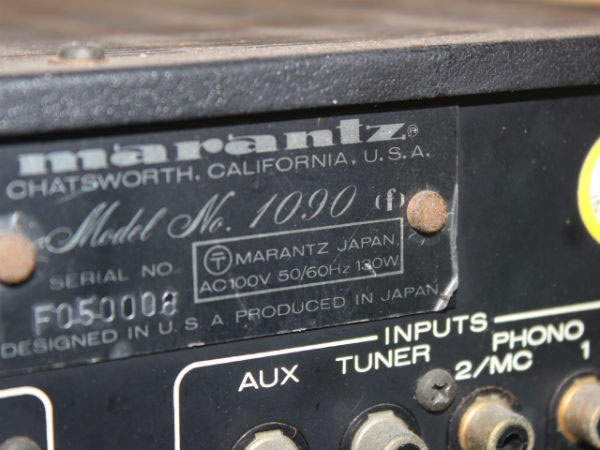 marantz®
CHATSWORTH, CALIFORNIA, U.S.A.
Model No. 1090 (f)
SERIAL NO.
F050008
T MARANTZ JAPAN,
AC100V 50/60Hz 130W
DESIGNED IN U.S.A. PRODUCED IN JAPAN
INPUTS
AUX TUNER PHONO
2/MC 1